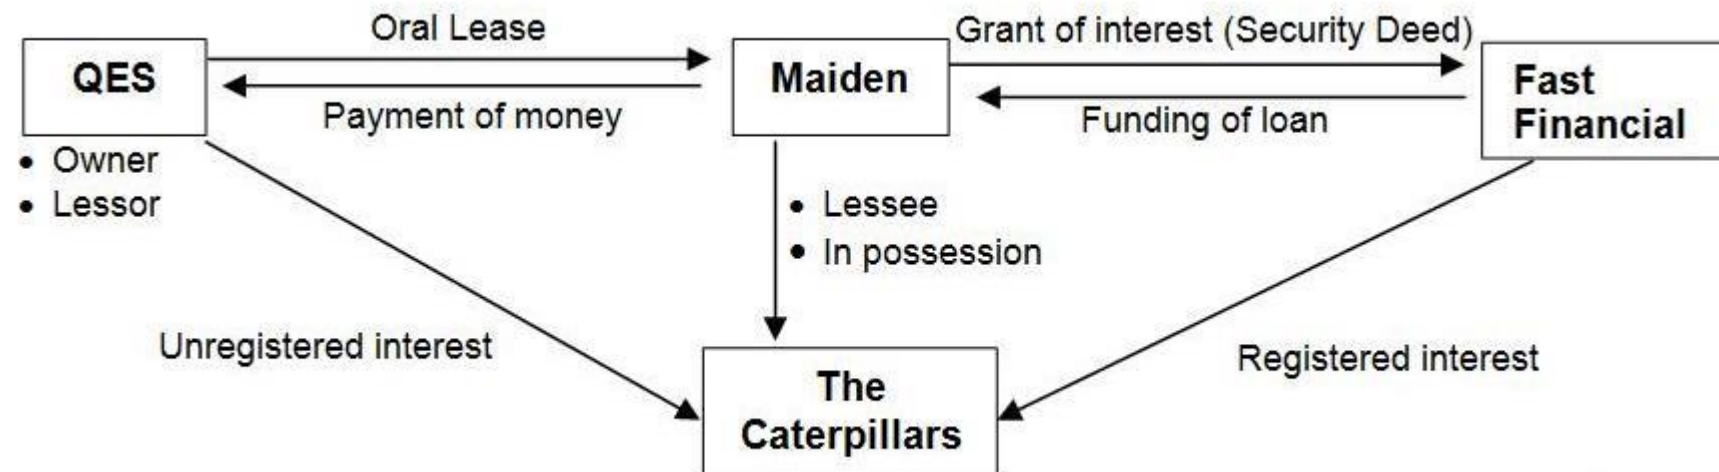 Oral Lease
Grant of interest (Security Deed)
QES
Maiden
Fast
Financial
Payment of money
Funding of loan
• Owner
• Lessor
• Lessee
• In possession
Unregistered interest
Registered interest
The
Caterpillars